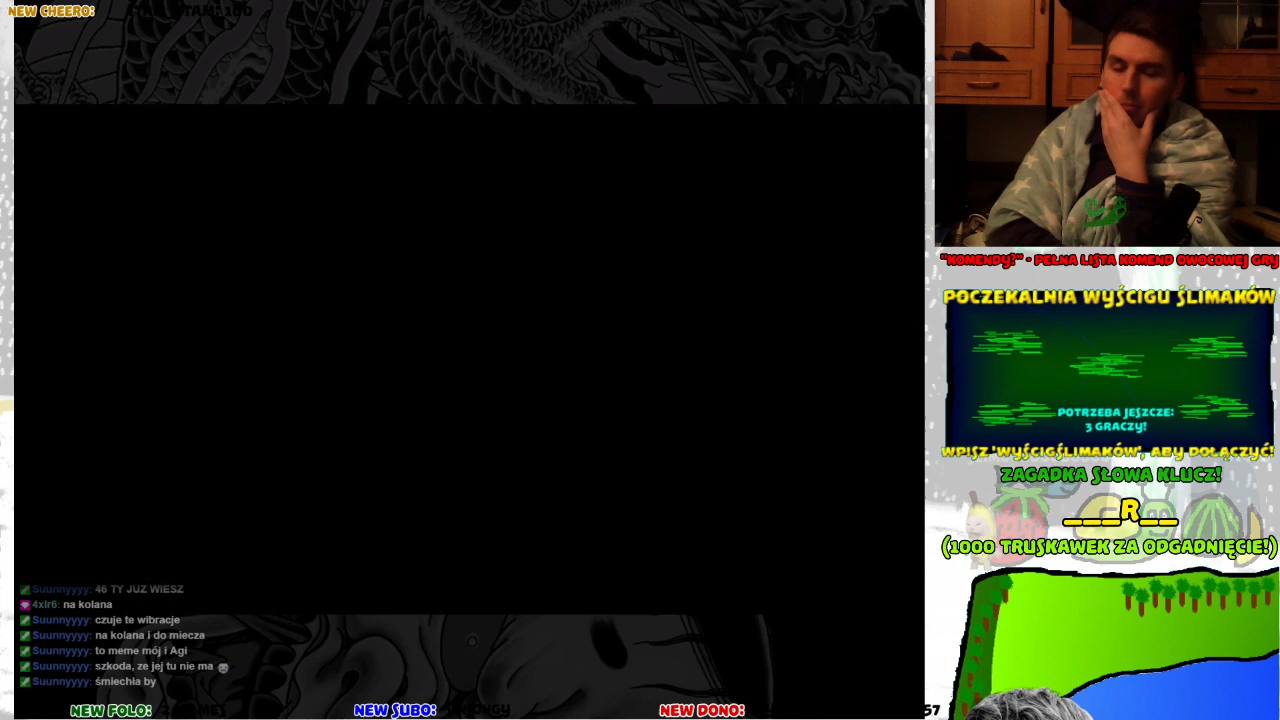 NEW CHEERO:
"KOMENDY?" - PEŁNA LISTA KOMEND OWOCOWEJ GRY
POCZEKALNIA WYŚCIGU ŚLIMAKÓW
POTRZEBA JESZCZE:
3 GRACZY!
WPISZ 'WYŚCIGŚLIMAKÓW', ABY DOŁĄCZYĆ!
ZAGADKA SŁOWA KLUCZ!
___R__
(1000 TRUSKAWEK ZA ODGADNIĘCIE!)
Suunnyyyy: 46 TY JUZ WIESZ
4xlr6: na kolana
Suunnyyyy: czuje te wibracje
Suunnyyyy: na kolana i do miecza
Suunnyyyy: to meme mój i Agi
Suunnyyyy: szkoda, ze jej tu nie ma
Suunnyyyy: śmiechła by
NEW FOLO:
NEW SUBO:
NEW DONO:
57